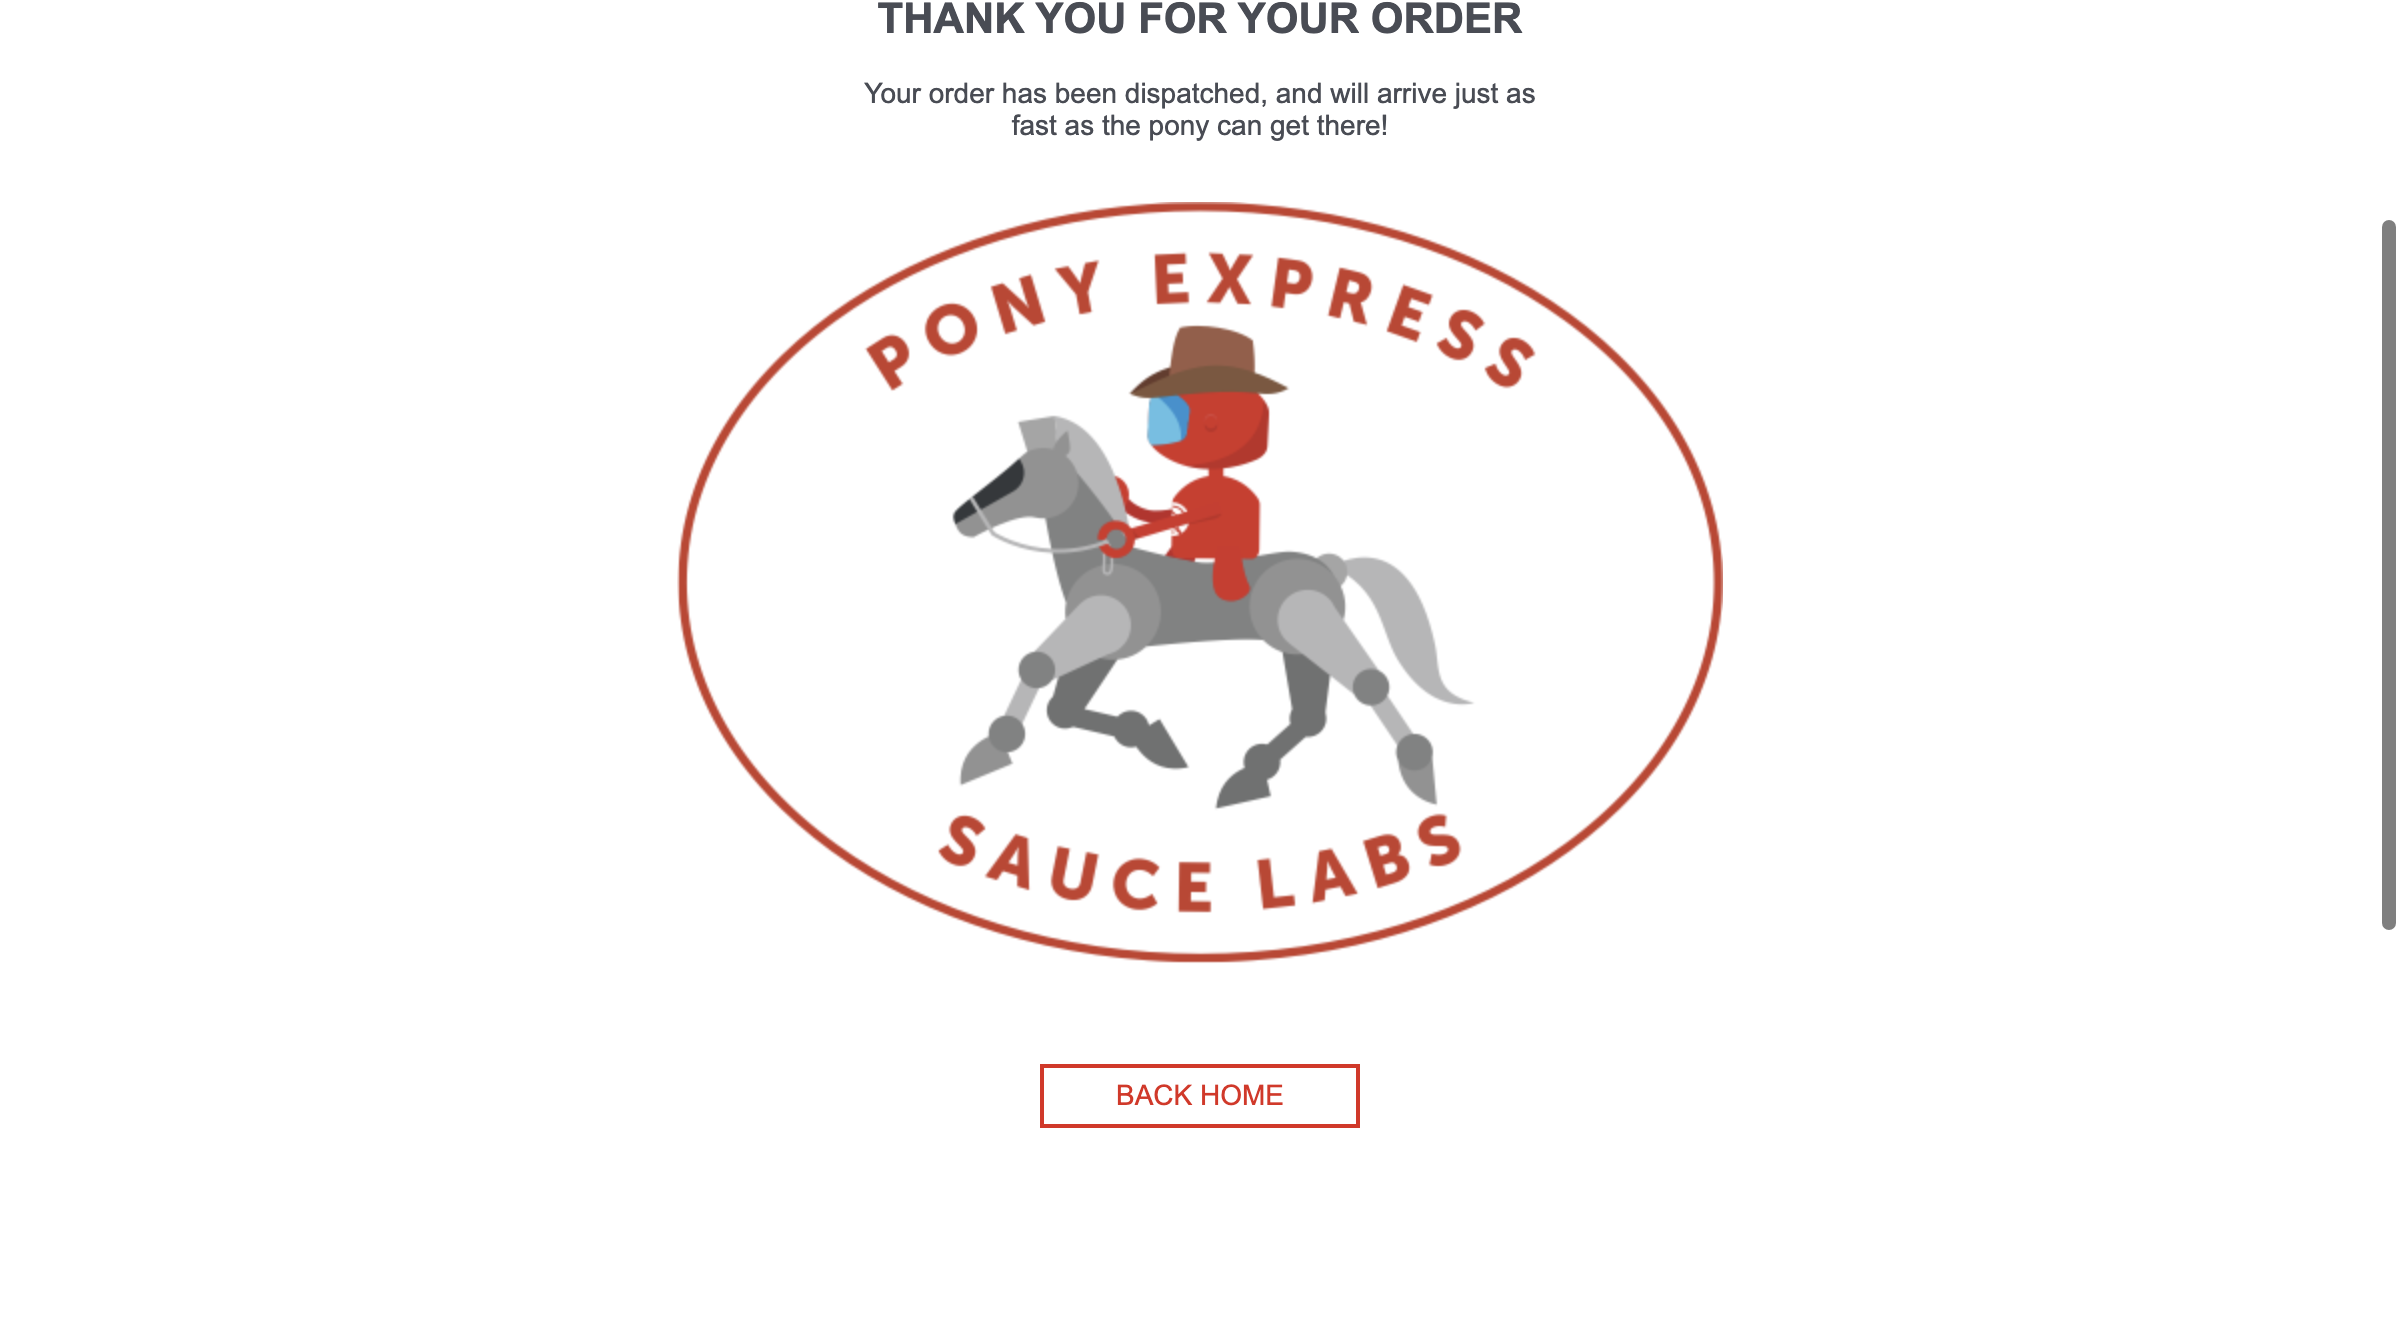 THANK YOU FOR YOUR ORDER
Your order has been dispatched, and will arrive just as
fast as the pony can get there!
PONY EXPRESS
SAUCE LABS
BACK HOME